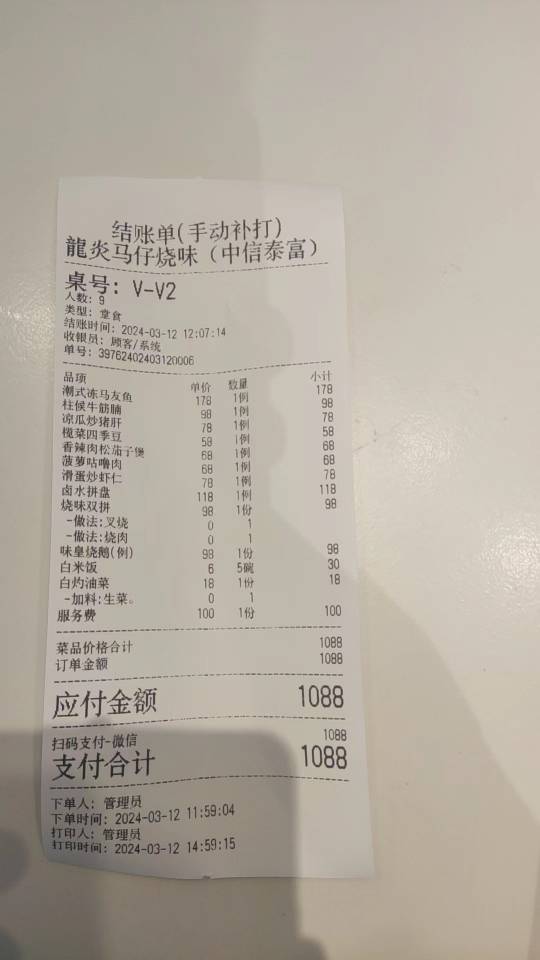 结账单(手动补打)
龍炎马仔烧味（中信泰富）
桌号: V-V2
人数: 9
类型: 堂食
结账时间: 2024-03-12 12:07:14
收银员: 顾客/系统
单号: 39762402403120006
品项 单价 数量 小计
潮式冻马友鱼 178 1例 178
柱候牛筋腩 98 1例 98
凉瓜炒猪肝 78 1例 78
榄菜四季豆 58 1例 58
香辣肉松茄子煲 68 1例 68
菠萝咕噜肉 68 1例 68
滑蛋炒虾仁 78 1例 78
卤水拼盘 118 1例 118
烧味双拼 98 1份 98
-做法:叉烧 0 1
-做法:烧肉 0 1
味皇烧鹅(例) 98 1份 98
白米饭 6 5碗 30
白灼油菜 18 1份 18
-加料:生菜。 0 1
服务费 100 1份 100
菜品价格合计 1088
订单金额 1088
应付金额 1088
扫码支付-微信 1088
支付合计 1088
下单人: 管理员
下单时间: 2024-03-12 11:59:04
打印人: 管理员
打印时间: 2024-03-12 14:59:15